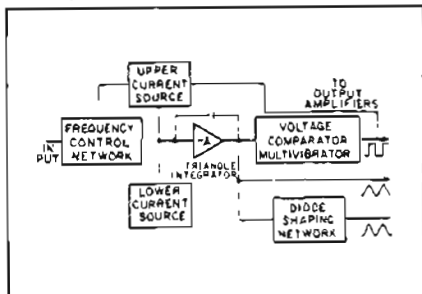 UPPER
CURRENT
SOURCE
TO
OUTPUT
AMPLIFIERS
IN
PUT
FREQUENCY
CONTROL
NETWORK
-A
TRIANGLE
INTEGRATOR
VOLTAGE
COMPARATOR
MULTIVIBRATOR
LOWER
CURRENT
SOURCE
DIODE
SHAPING
NETWORK